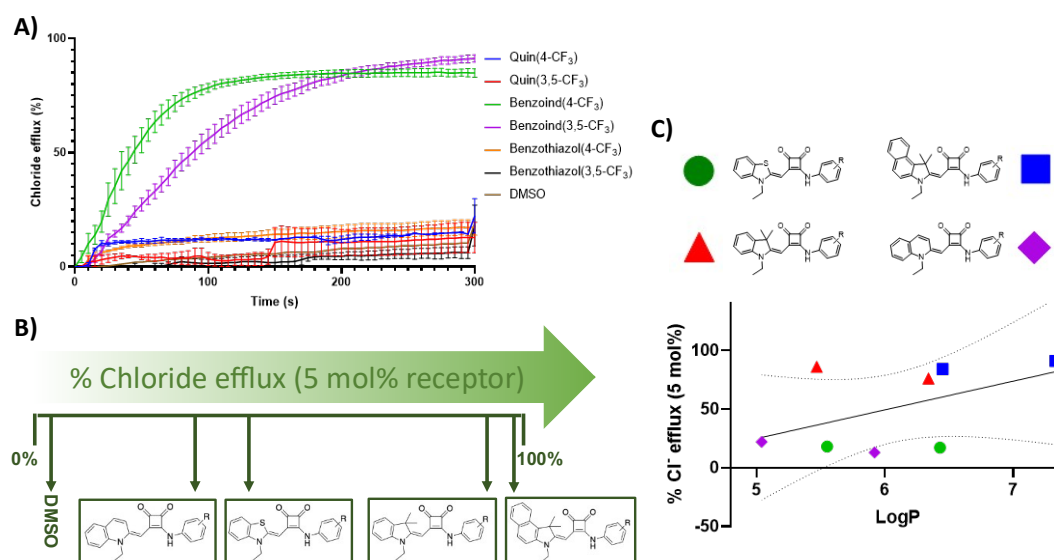 A)
100
50
0
Chloride efflux (%)
0
100
200
300
Time (s)
Quin(4-CF₃)
Quin(3,5-CF₃)
Benzoind(4-CF₃)
Benzoind(3,5-CF₃)
Benzothiazol(4-CF₃)
Benzothiazol(3,5-CF₃)
DMSO
B)
% Chloride efflux (5 mol% receptor)
0%
100%
DMSO
O O
R
N N
H
S O O
R
N N
H
O O
R
N N
H
O O
R
N N
H
C)
S O O
R
N N
H
O O
R
N N
H
O O
R
N N
H
O O
R
N N
H
% Cl⁻ efflux (5 mol%)
100
50
0
-50
5
6
7
LogP